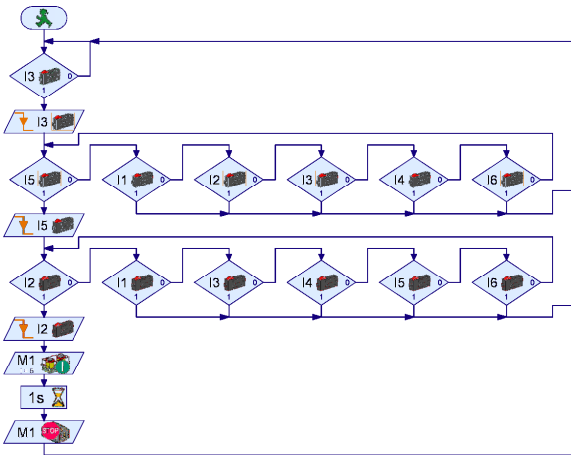 I3 0
1
I3
I5 0 I1 0 I2 0 I3 0 I4 0 I6 0
1 1 1 1 1 1
I5
I2 0 I1 0 I3 0 I4 0 I5 0 I6 0
1 1 1 1 1 1
I2
M1
1s
M1 STOP